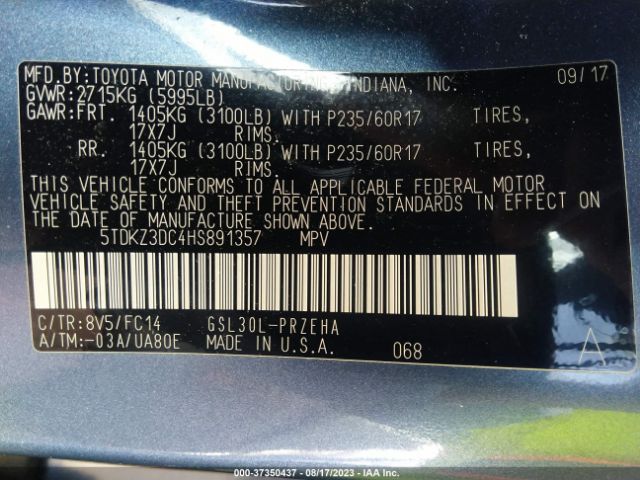 MFD.BY: TOYOTA MOTOR MANUFACTURING, INDIANA, INC. 09/17
GVWR: 2715KG (5995LB)
GAWR: FRT. 1405KG (3100LB) WITH P235/60R17 TIRES,
17X7J RIMS.
RR. 1405KG (3100LB) WITH P235/60R17 TIRES,
17X7J RIMS.
THIS VEHICLE CONFORMS TO ALL APPLICABLE FEDERAL MOTOR
VEHICLE SAFETY AND THEFT PREVENTION STANDARDS IN EFFECT ON
THE DATE OF MANUFACTURE SHOWN ABOVE.
5TDKZ3DC4HS891357 MPV
C/TR: 8V5/FC14 GSL30L-PRZEHA
A/TM: -03A/UA80E MADE IN U.S.A. 068 A
000-37350437 - 08/17/2023 - IAA Inc.